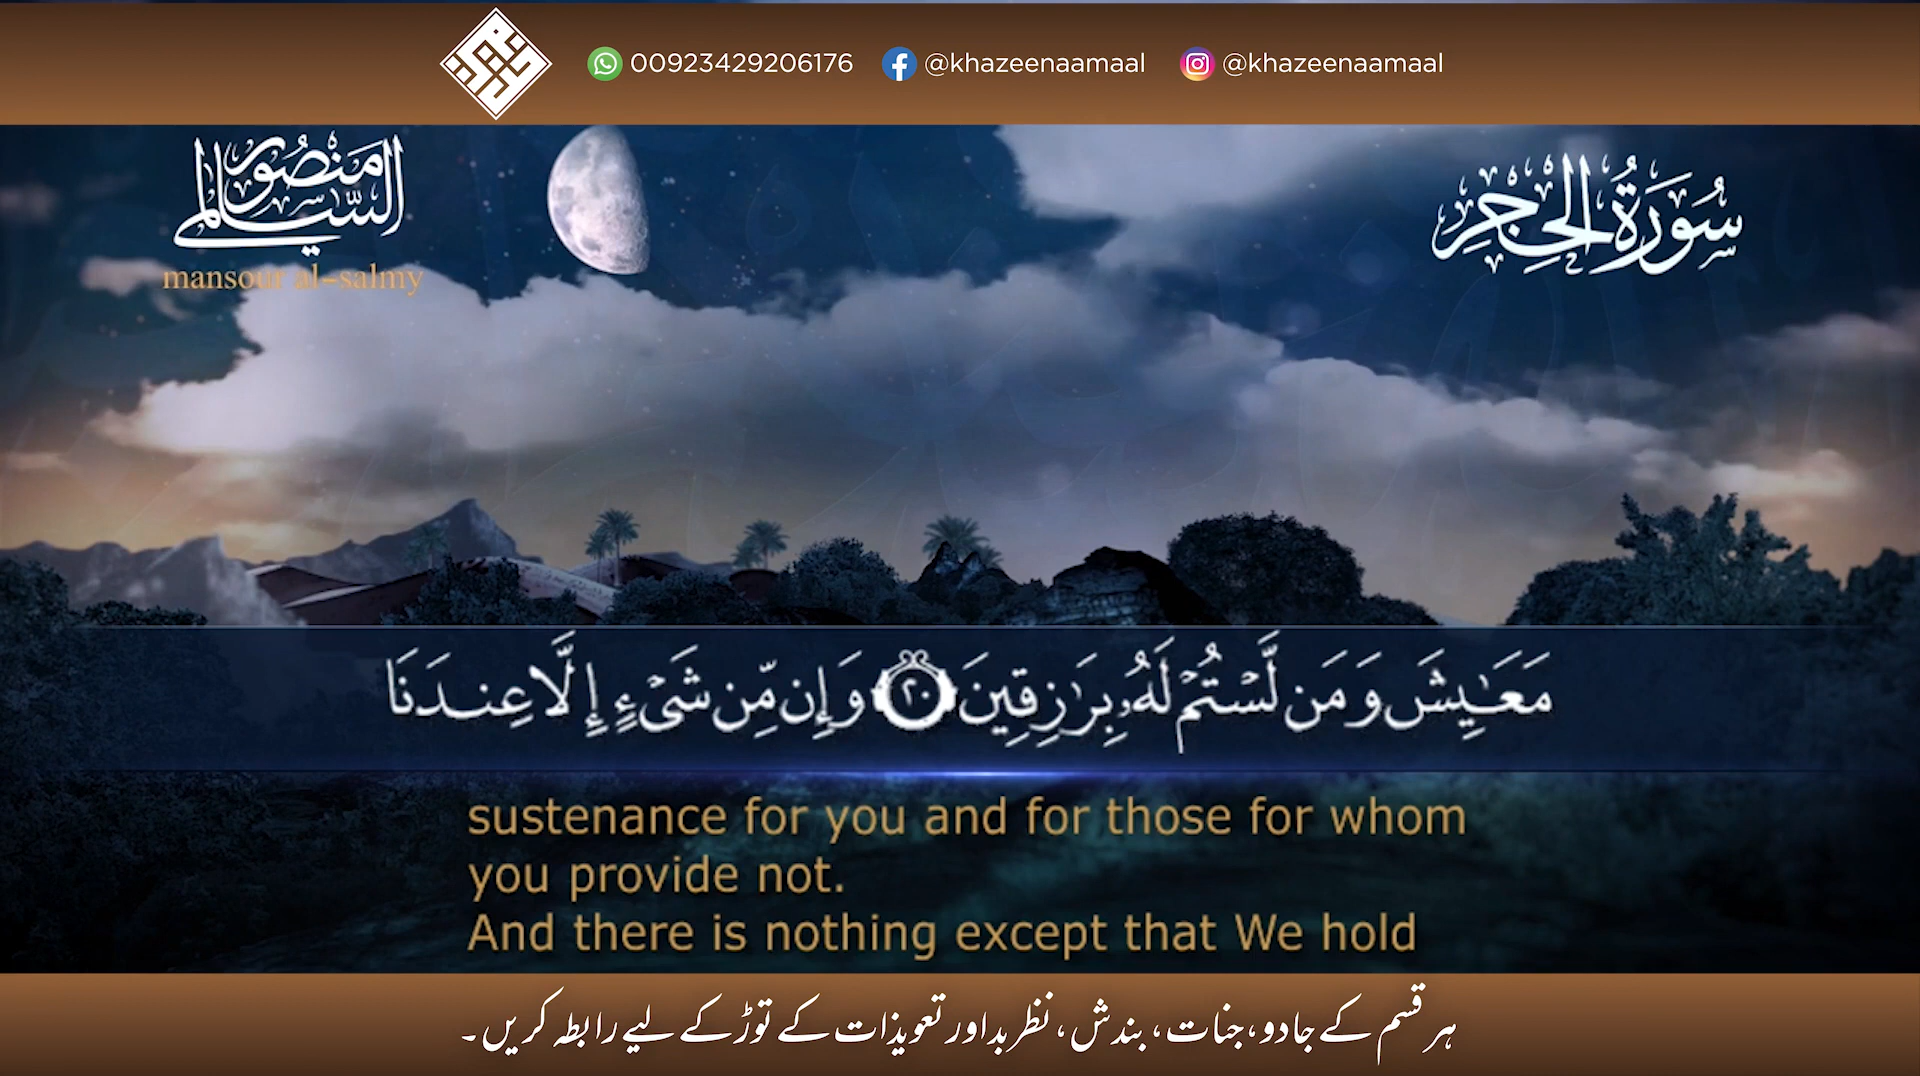 00923429206176 @khazeenaamaal @khazeenaamaal
منصور السالمي
mansour al-salmy
سُورَةُ الحِجْرِ
مَعَـٰيِشَ وَمَن لَّسْتُمْ لَهُۥ بِرَٰزِقِينَ ٢٠ وَإِن مِّن شَىْءٍ إِلَّا عِندَنَا
sustenance for you and for those for whom
you provide not.
And there is nothing except that We hold
ہر قسم کے جادو، جنات، بندش، نظر بد اور تعویذات کے توڑ کے لیے رابطہ کریں۔